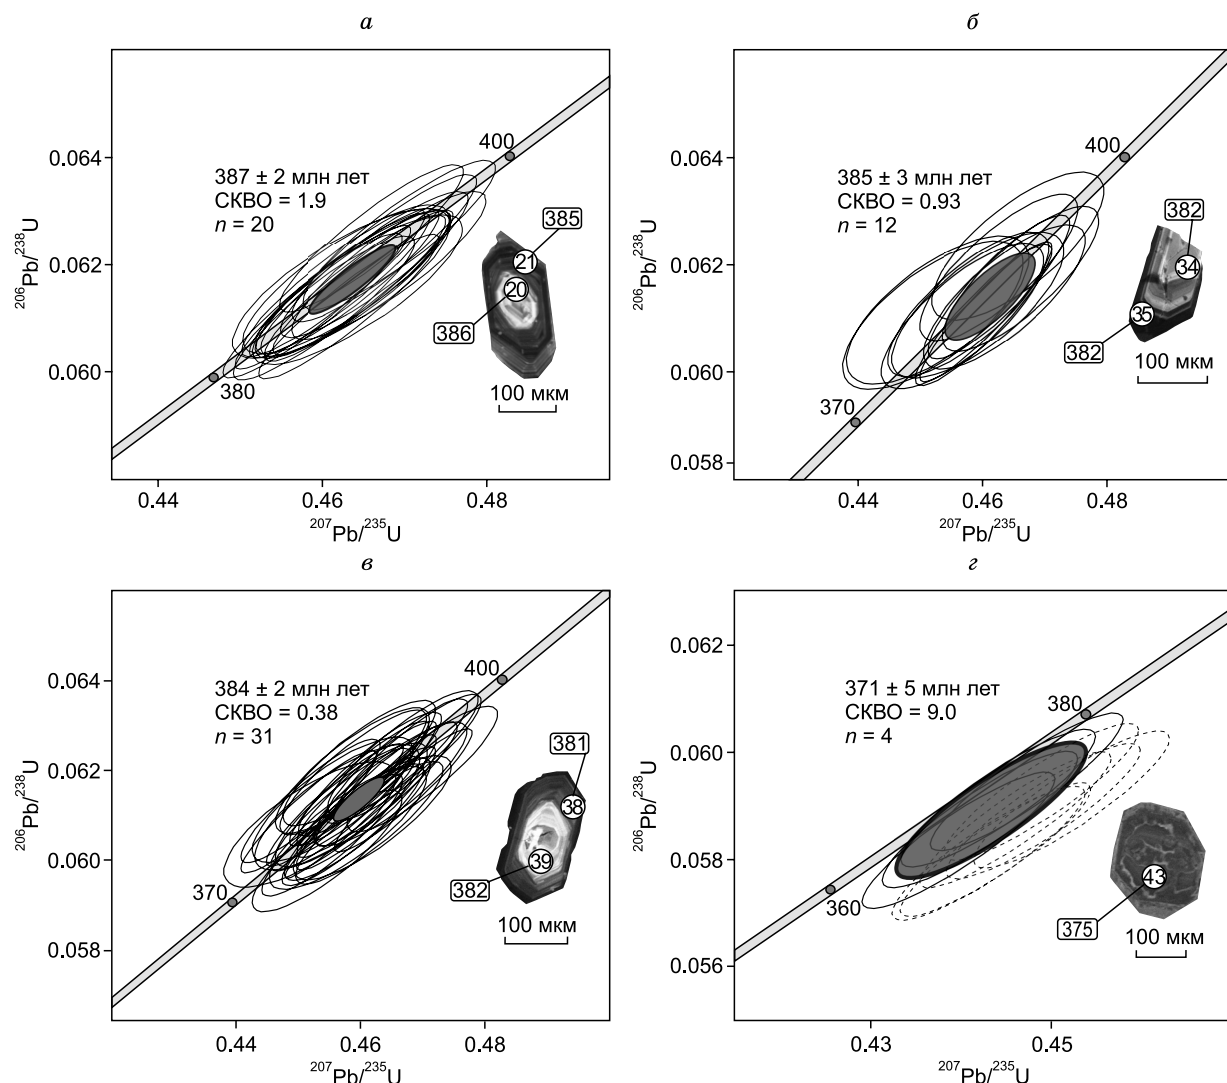 а
0.064
0.062
0.060
²⁰⁶Pb/²³⁸U
387 ± 2 млн лет
СКВО = 1.9
n = 20
400
380
385
21
20
386
100 мкм
0.44
0.46
0.48
²⁰⁷Pb/²³⁵U
б
0.064
0.062
0.060
0.058
²⁰⁶Pb/²³⁸U
385 ± 3 млн лет
СКВО = 0.93
n = 12
400
370
382
34
35
382
100 мкм
0.44
0.46
0.48
²⁰⁷Pb/²³⁵U
в
0.064
0.062
0.060
0.058
²⁰⁶Pb/²³⁸U
384 ± 2 млн лет
СКВО = 0.38
n = 31
400
370
381
38
39
382
100 мкм
0.44
0.46
0.48
²⁰⁷Pb/²³⁵U
г
0.062
0.060
0.058
0.056
²⁰⁶Pb/²³⁸U
371 ± 5 млн лет
СКВО = 9.0
n = 4
380
360
43
375
100 мкм
0.43
0.45
²⁰⁷Pb/²³⁵U